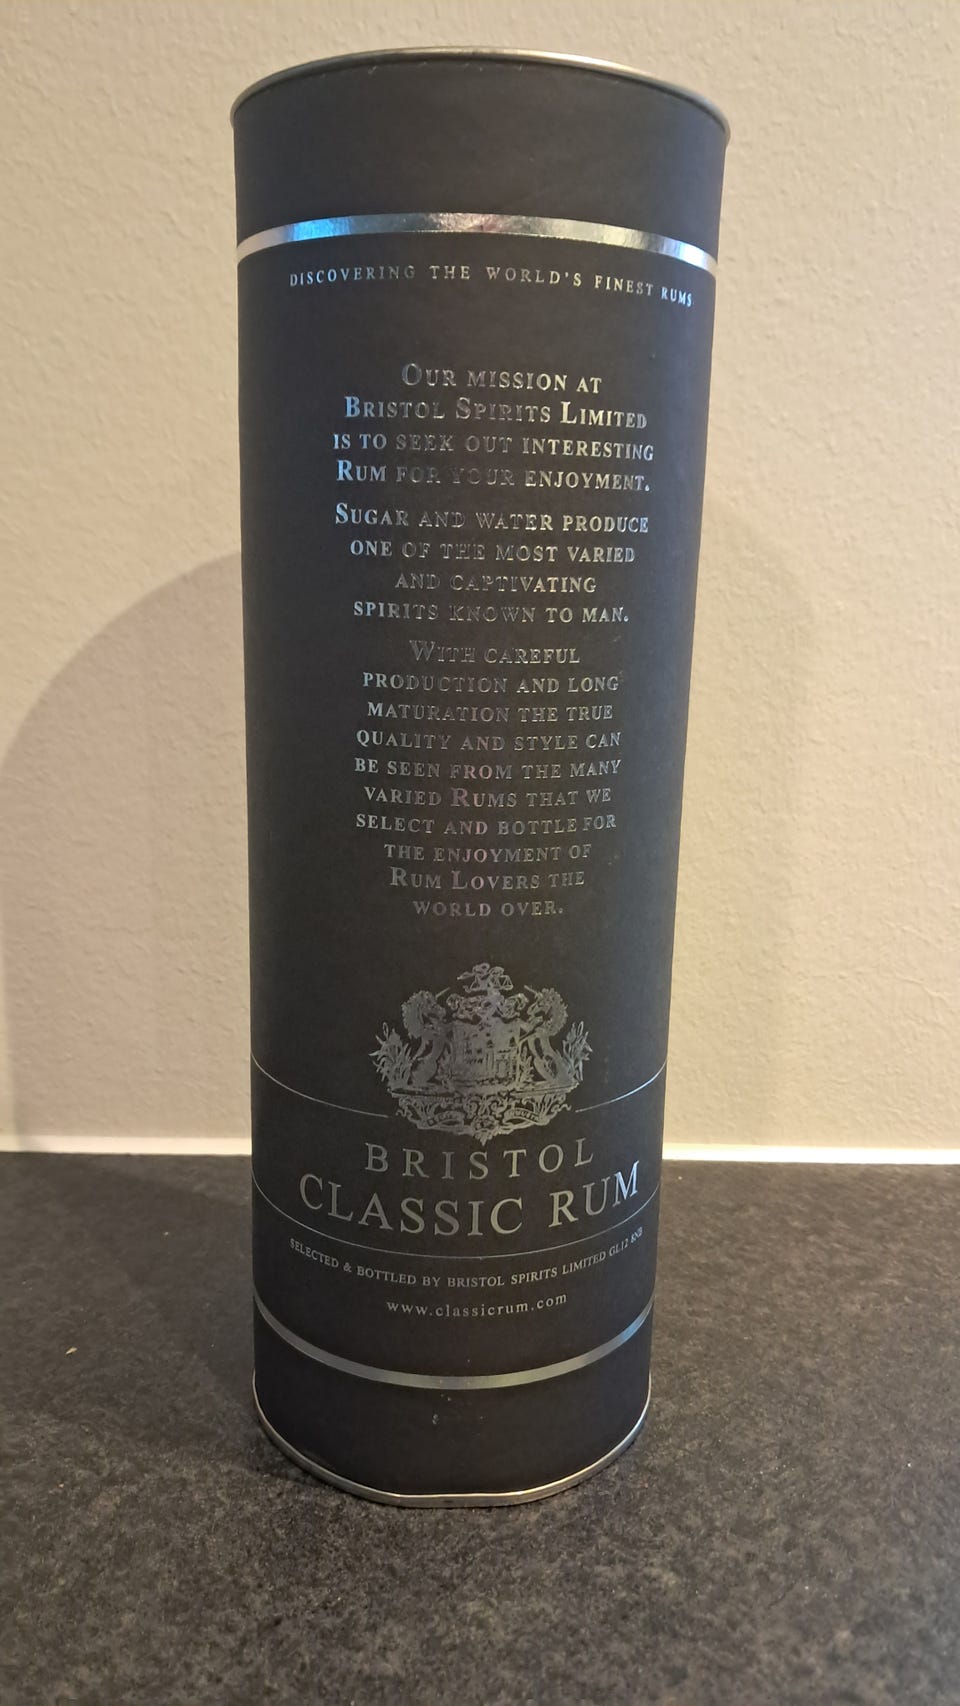 DISCOVERING THE WORLD'S FINEST RUMS
OUR MISSION AT
BRISTOL SPIRITS LIMITED
IS TO SEEK OUT INTERESTING
RUM FOR YOUR ENJOYMENT.
SUGAR AND WATER PRODUCE
ONE OF THE MOST VARIED
AND CAPTIVATING
SPIRITS KNOWN TO MAN.
WITH CAREFUL
PRODUCTION AND LONG
MATURATION THE TRUE
QUALITY AND STYLE CAN
BE SEEN FROM THE MANY
VARIED RUMS THAT WE
SELECT AND BOTTLE FOR
THE ENJOYMENT OF
RUM LOVERS THE
WORLD OVER.
BRISTOL
CLASSIC RUM
SELECTED & BOTTLED BY BRISTOL SPIRITS LIMITED GL12
www.classicrum.com